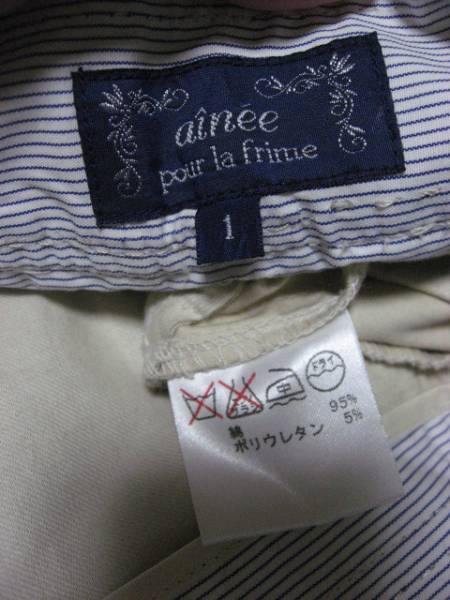 aînée
pour la frime
1
中 ドライ
綿 95%
ポリウレタン 5%